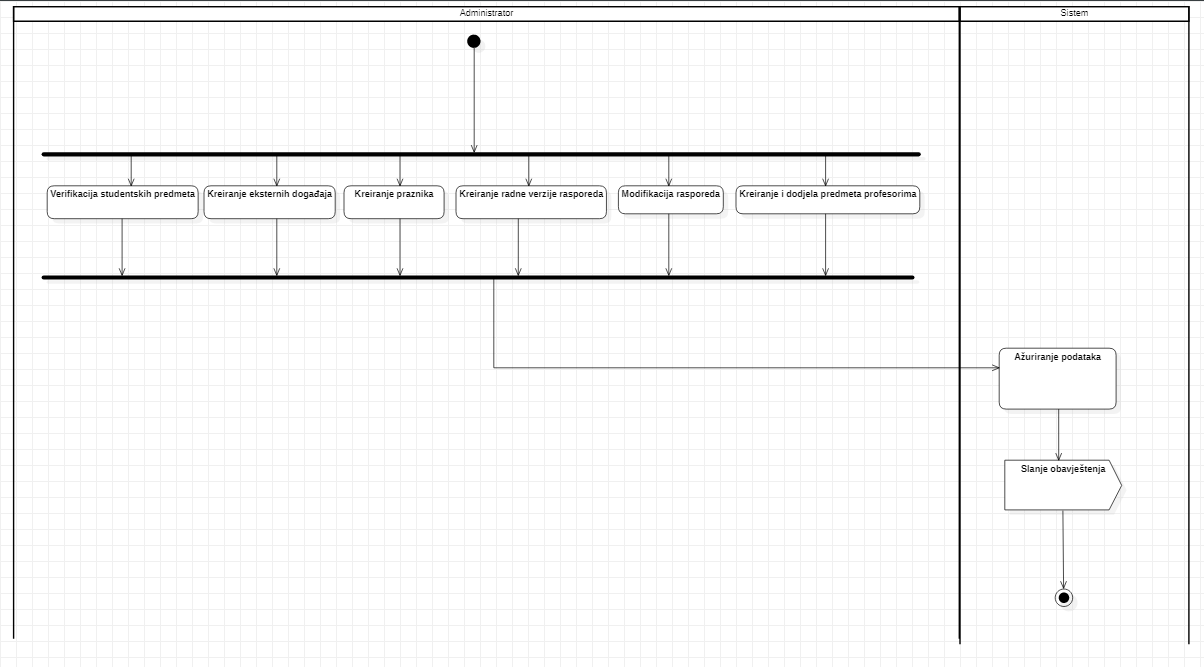 Administrator
Sistem
Verifikacija studentskih predmeta
Kreiranje eksternih događaja
Kreiranje praznika
Kreiranje radne verzije rasporeda
Modifikacija rasporeda
Kreiranje i dodjela predmeta profesorima
Ažuriranje podataka
Slanje obavještenja